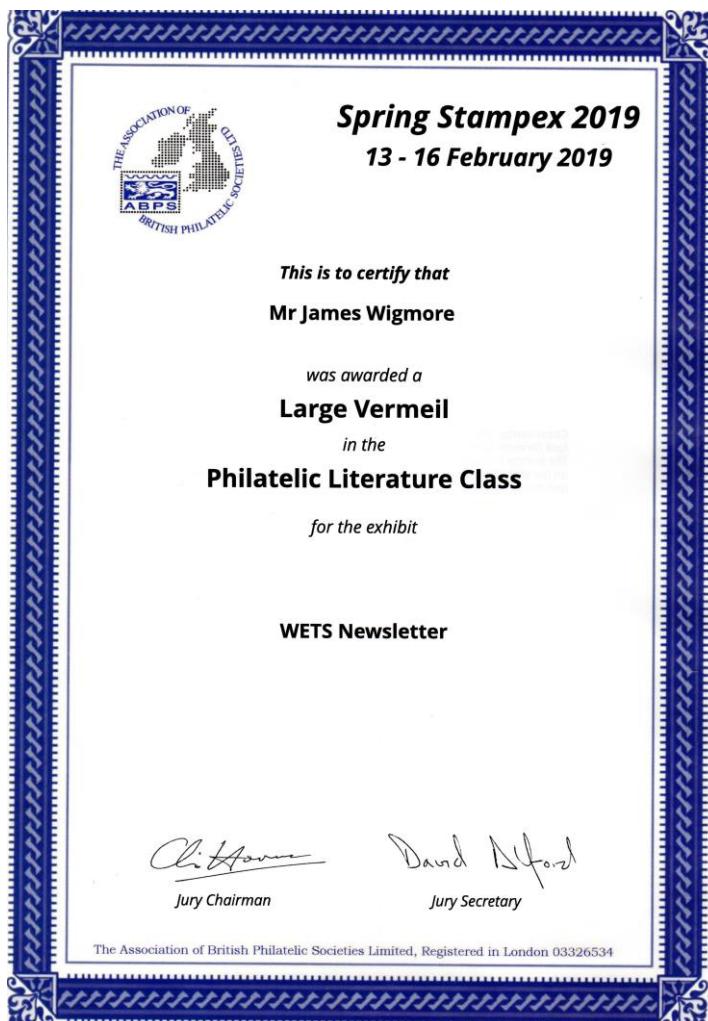 THE ASSOCIATION OF
BRITISH PHILATELIC SOCIETIES LTD
ABPS
Spring Stampex 2019
13 - 16 February 2019
This is to certify that
Mr James Wigmore
was awarded a
Large Vermeil
in the
Philatelic Literature Class
for the exhibit
WETS Newsletter
David Alford
Jury Chairman
Jury Secretary
The Association of British Philatelic Societies Limited, Registered in London 03326534